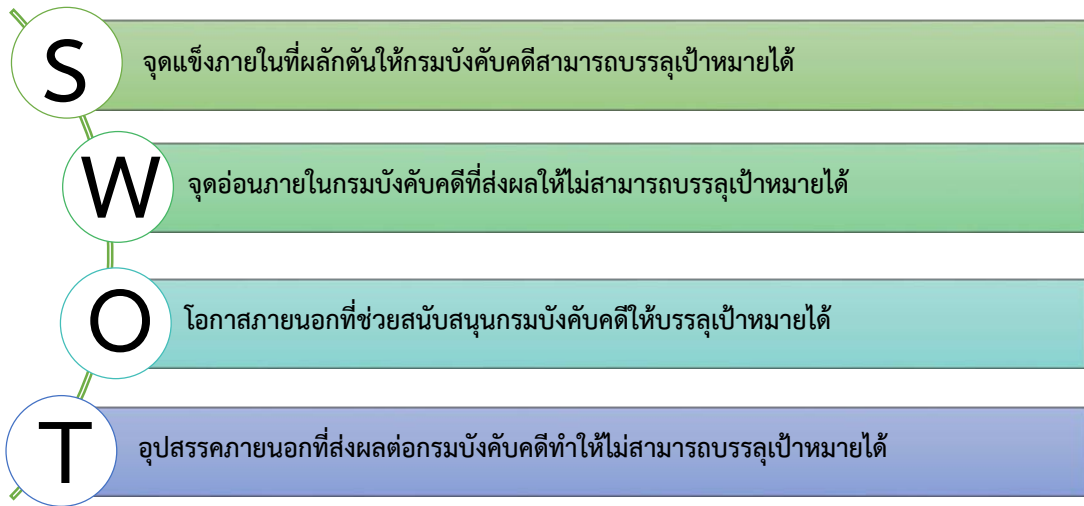 S
จุดแข็งภายในที่ผลักดันให้กรมบังคับคดีสามารถบรรลุเป้าหมายได้
W
จุดอ่อนภายในกรมบังคับคดีที่ส่งผลให้ไม่สามารถบรรลุเป้าหมายได้
O
โอกาสภายนอกที่ช่วยสนับสนุนกรมบังคับคดีให้บรรลุเป้าหมายได้
T
อุปสรรคภายนอกที่ส่งผลต่อกรมบังคับคดีทำให้ไม่สามารถบรรลุเป้าหมายได้